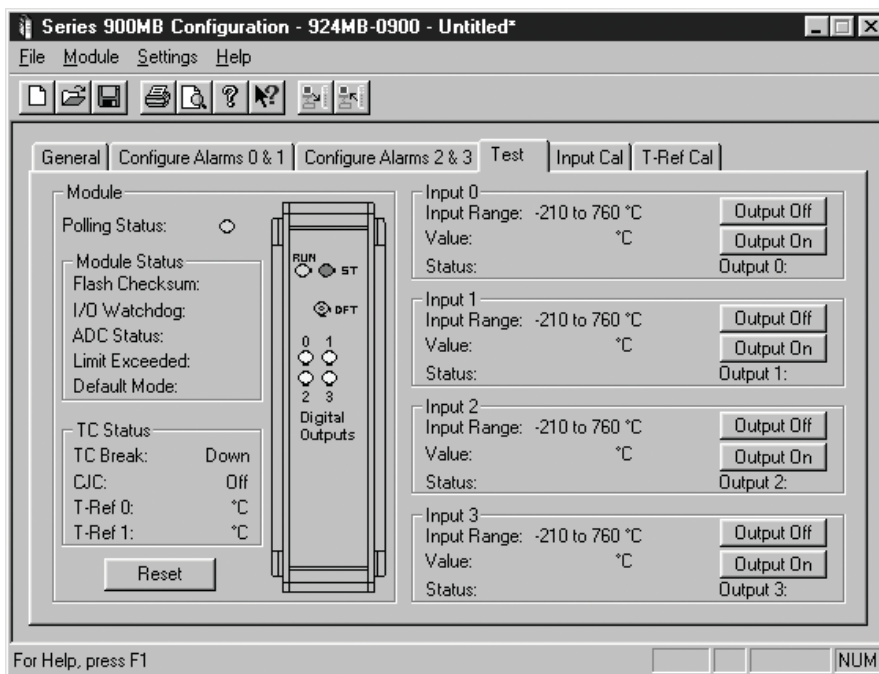 Series 900MB Configuration - 924MB-0900 - Untitled*
File Module Settings Help
General Configure Alarms 0 & 1 Configure Alarms 2 & 3 Test Input Cal T-Ref Cal
Module
Polling Status:
Module Status
Flash Checksum:
I/O Watchdog:
ADC Status:
Limit Exceeded:
Default Mode:
TC Status
TC Break: Down
CJC: Off
T-Ref 0: °C
T-Ref 1: °C
Reset
RUN
ST
DFT
0 1
2 3
Digital
Outputs
Input 0
Input Range: -210 to 760 °C Output Off
Value: °C Output On
Status: Output 0:
Input 1
Input Range: -210 to 760 °C Output Off
Value: °C Output On
Status: Output 1:
Input 2
Input Range: -210 to 760 °C Output Off
Value: °C Output On
Status: Output 2:
Input 3
Input Range: -210 to 760 °C Output Off
Value: °C Output On
Status: Output 3:
For Help, press F1 NUM